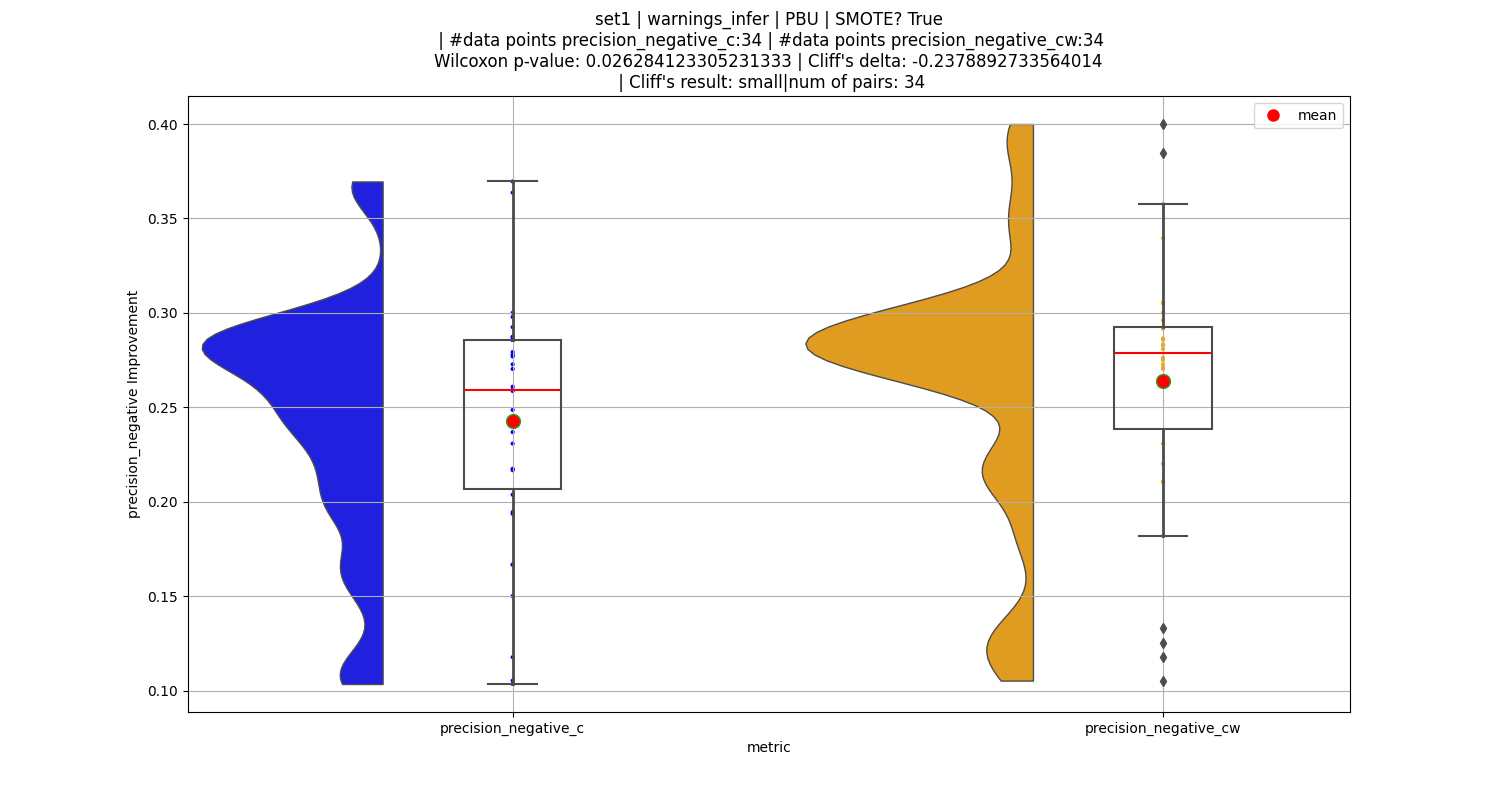 set1 | warnings_infer | PBU | SMOTE? True
| #data points precision_negative_c:34 | #data points precision_negative_cw:34
Wilcoxon p-value: 0.026284123305231333 | Cliff's delta: -0.2378892733564014
| Cliff's result: small|num of pairs: 34
mean
0.40
0.35
0.30
0.25
0.20
0.15
0.10
precision_negative Improvement
precision_negative_c
precision_negative_cw
metric